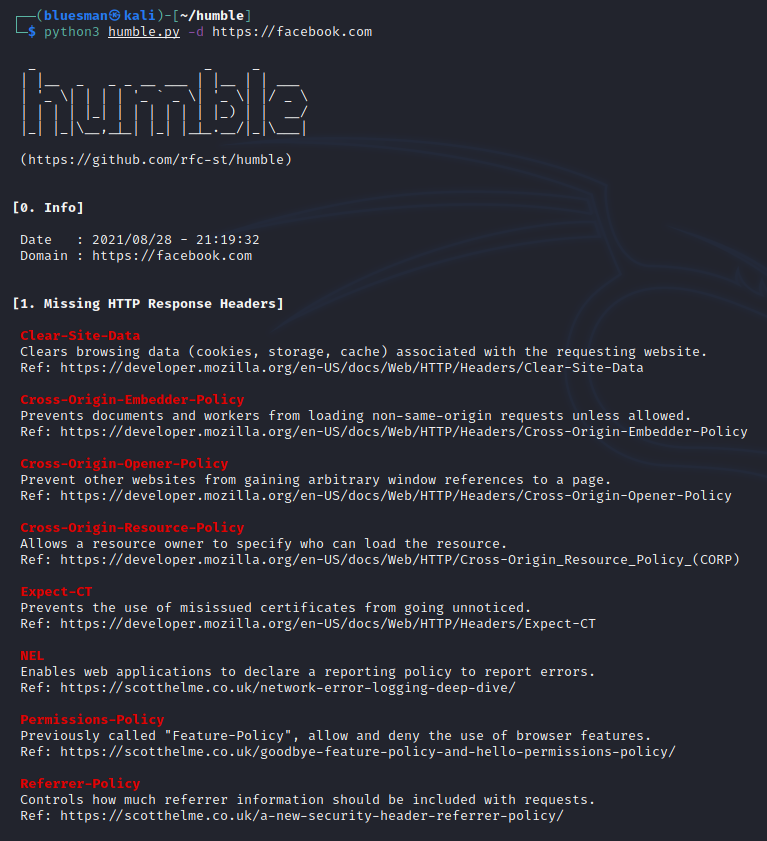 ┌──(bluesman㉿kali)-[~/humble]
└─$ python3 humble.py -d https://facebook.com
humble
(https://github.com/rfc-st/humble)
[0. Info]
Date   : 2021/08/28 - 21:19:32
Domain : https://facebook.com
[1. Missing HTTP Response Headers]
Clear-Site-Data
Clears browsing data (cookies, storage, cache) associated with the requesting website.
Ref: https://developer.mozilla.org/en-US/docs/Web/HTTP/Headers/Clear-Site-Data
Cross-Origin-Embedder-Policy
Prevents documents and workers from loading non-same-origin requests unless allowed.
Ref: https://developer.mozilla.org/en-US/docs/Web/HTTP/Headers/Cross-Origin-Embedder-Policy
Cross-Origin-Opener-Policy
Prevent other websites from gaining arbitrary window references to a page.
Ref: https://developer.mozilla.org/en-US/docs/Web/HTTP/Headers/Cross-Origin-Opener-Policy
Cross-Origin-Resource-Policy
Allows a resource owner to specify who can load the resource.
Ref: https://developer.mozilla.org/en-US/docs/Web/HTTP/Cross-Origin_Resource_Policy_(CORP)
Expect-CT
Prevents the use of misissued certificates from going unnoticed.
Ref: https://developer.mozilla.org/en-US/docs/Web/HTTP/Headers/Expect-CT
NEL
Enables web applications to declare a reporting policy to report errors.
Ref: https://scotthelme.co.uk/network-error-logging-deep-dive/
Permissions-Policy
Previously called "Feature-Policy", allow and deny the use of browser features.
Ref: https://scotthelme.co.uk/goodbye-feature-policy-and-hello-permissions-policy/
Referrer-Policy
Controls how much referrer information should be included with requests.
Ref: https://scotthelme.co.uk/a-new-security-header-referrer-policy/